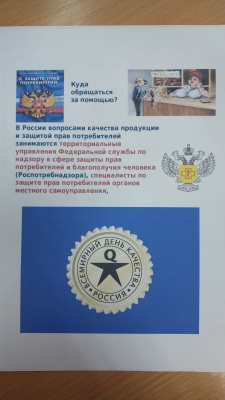 О ЗАЩИТЕ ПРАВ
ПОТРЕБИТЕЛЕЙ
Куда
обращаться
за помощью?
В России вопросами качества продукции
и защитой прав потребителей
занимаются территориальные
управления Федеральной службы по
надзору в сфере защиты прав
потребителей и благополучия человека
(Роспотребнадзора), специалисты по
защите прав потребителей органов
местного самоуправления.
ВСЕМИРНЫЙ ДЕНЬ КАЧЕСТВА
Q
РОССИЯ